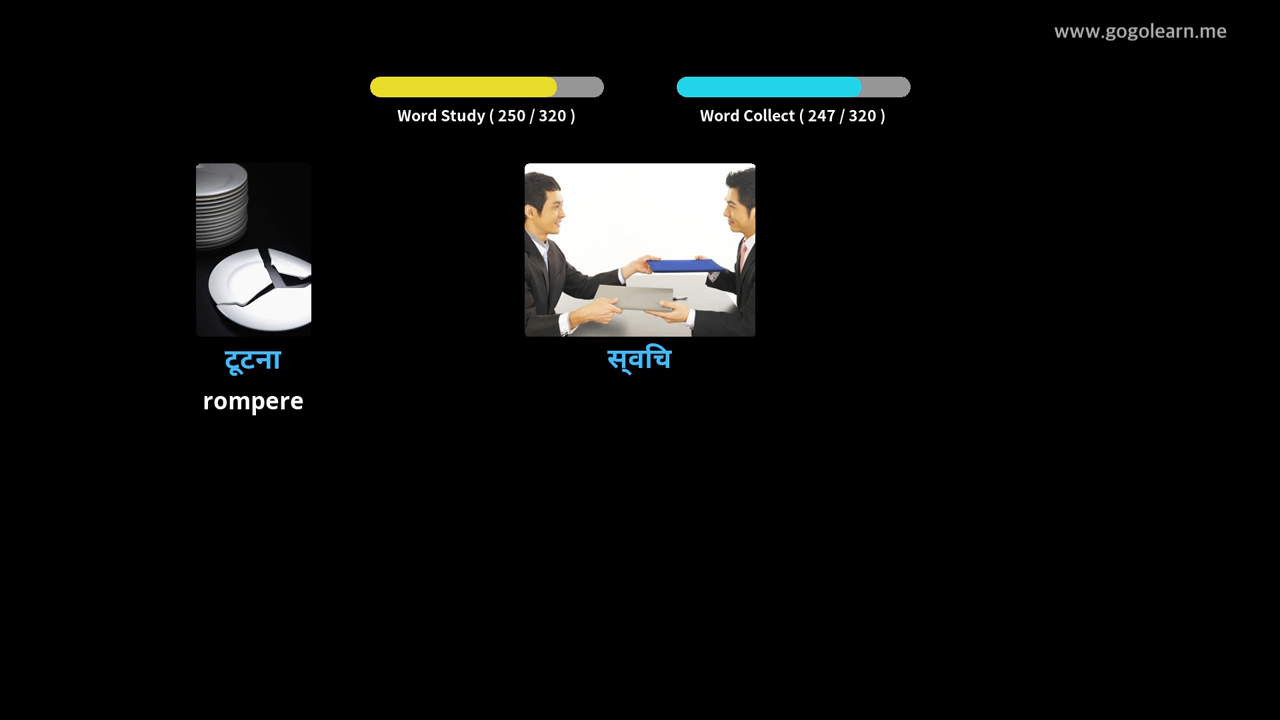 www.gogolearn.me
Word Study ( 250 / 320 )
Word Collect ( 247 / 320 )
टूटना
स्वचि
rompere